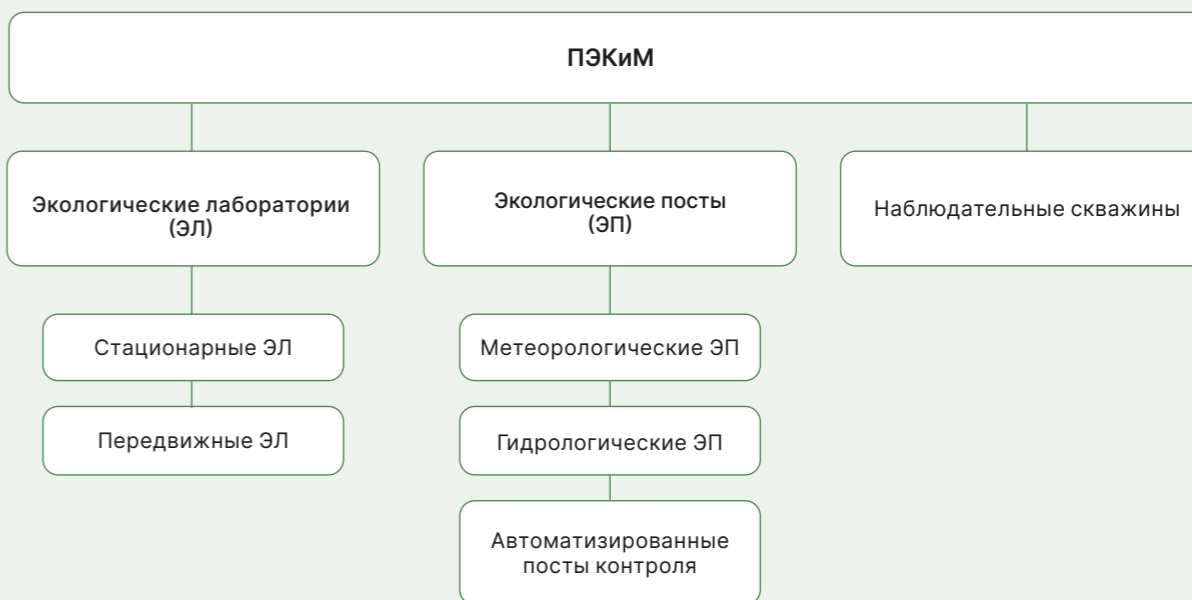 ПЭКиМ
Экологические лаборатории
(ЭЛ)
Экологические посты
(ЭП)
Наблюдательные скважины
Стационарные ЭЛ
Метеорологические ЭП
Передвижные ЭЛ
Гидрологические ЭП
Автоматизированные
посты контроля